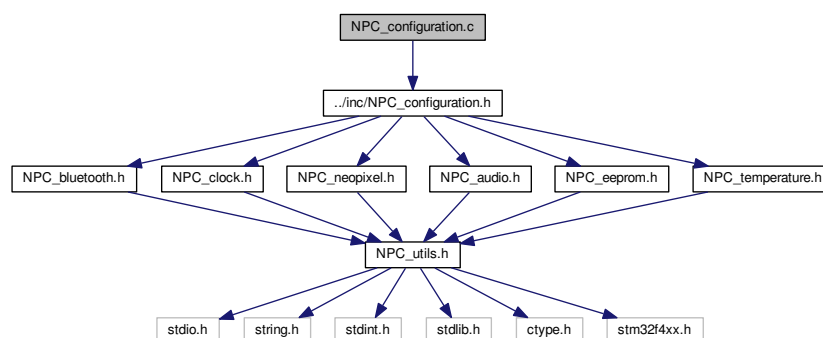 NPC_configuration.c
../inc/NPC_configuration.h
NPC_bluetooth.h NPC_clock.h NPC_neopixel.h NPC_audio.h NPC_eeprom.h NPC_temperature.h
NPC_utils.h
stdio.h string.h stdint.h stdlib.h ctype.h stm32f4xx.h